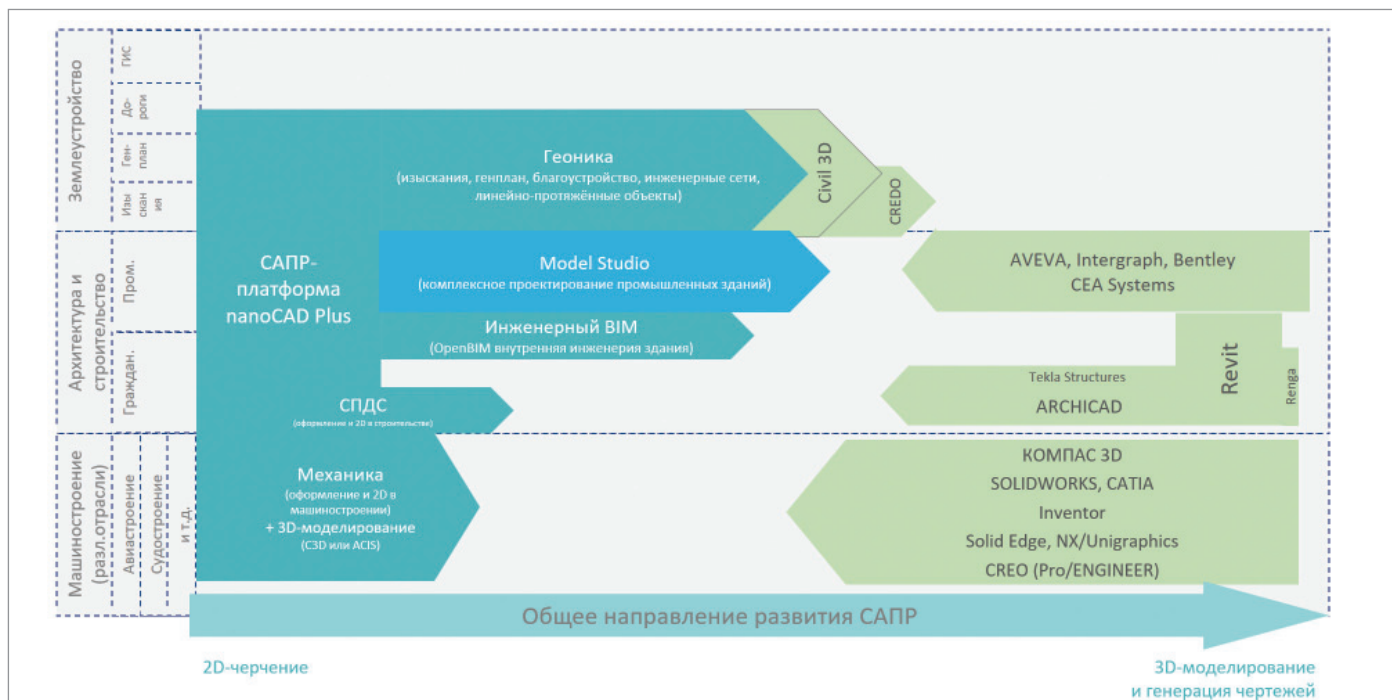 Землеустройство
ГИС
До-
роги
Ген-
план
Изы
скан
ия
Геоника
(изыскания, генплан, благоустройство, инженерные сети,
линейно-протяжённые объекты)
Civil 3D
CREDO
Архитектура и
строительство
Пром.
Граждан.
САПР-
платформа
nanoCAD Plus
Model Studio
(комплексное проектирование промышленных зданий)
Инженерный BIM
(OpenBIM внутренняя инженерия здания)
СПДС
(оформление и 2D в строительстве)
AVEVA, Intergraph, Bentley
CEA Systems
Revit
Renga
Tekla Structures
ARCHICAD
Машиностроение
(разл.отрасли)
Авиастроение
Судостроение
и т.д.
Механика
(оформление и 2D в
машиностроении)
+ 3D-моделирование
(C3D или ACIS)
КОМПАС 3D
SOLIDWORKS, CATIA
Inventor
Solid Edge, NX/Unigraphics
CREO (Pro/ENGINEER)
Общее направление развития САПР
2D-черчение
3D-моделирование
и генерация чертежей